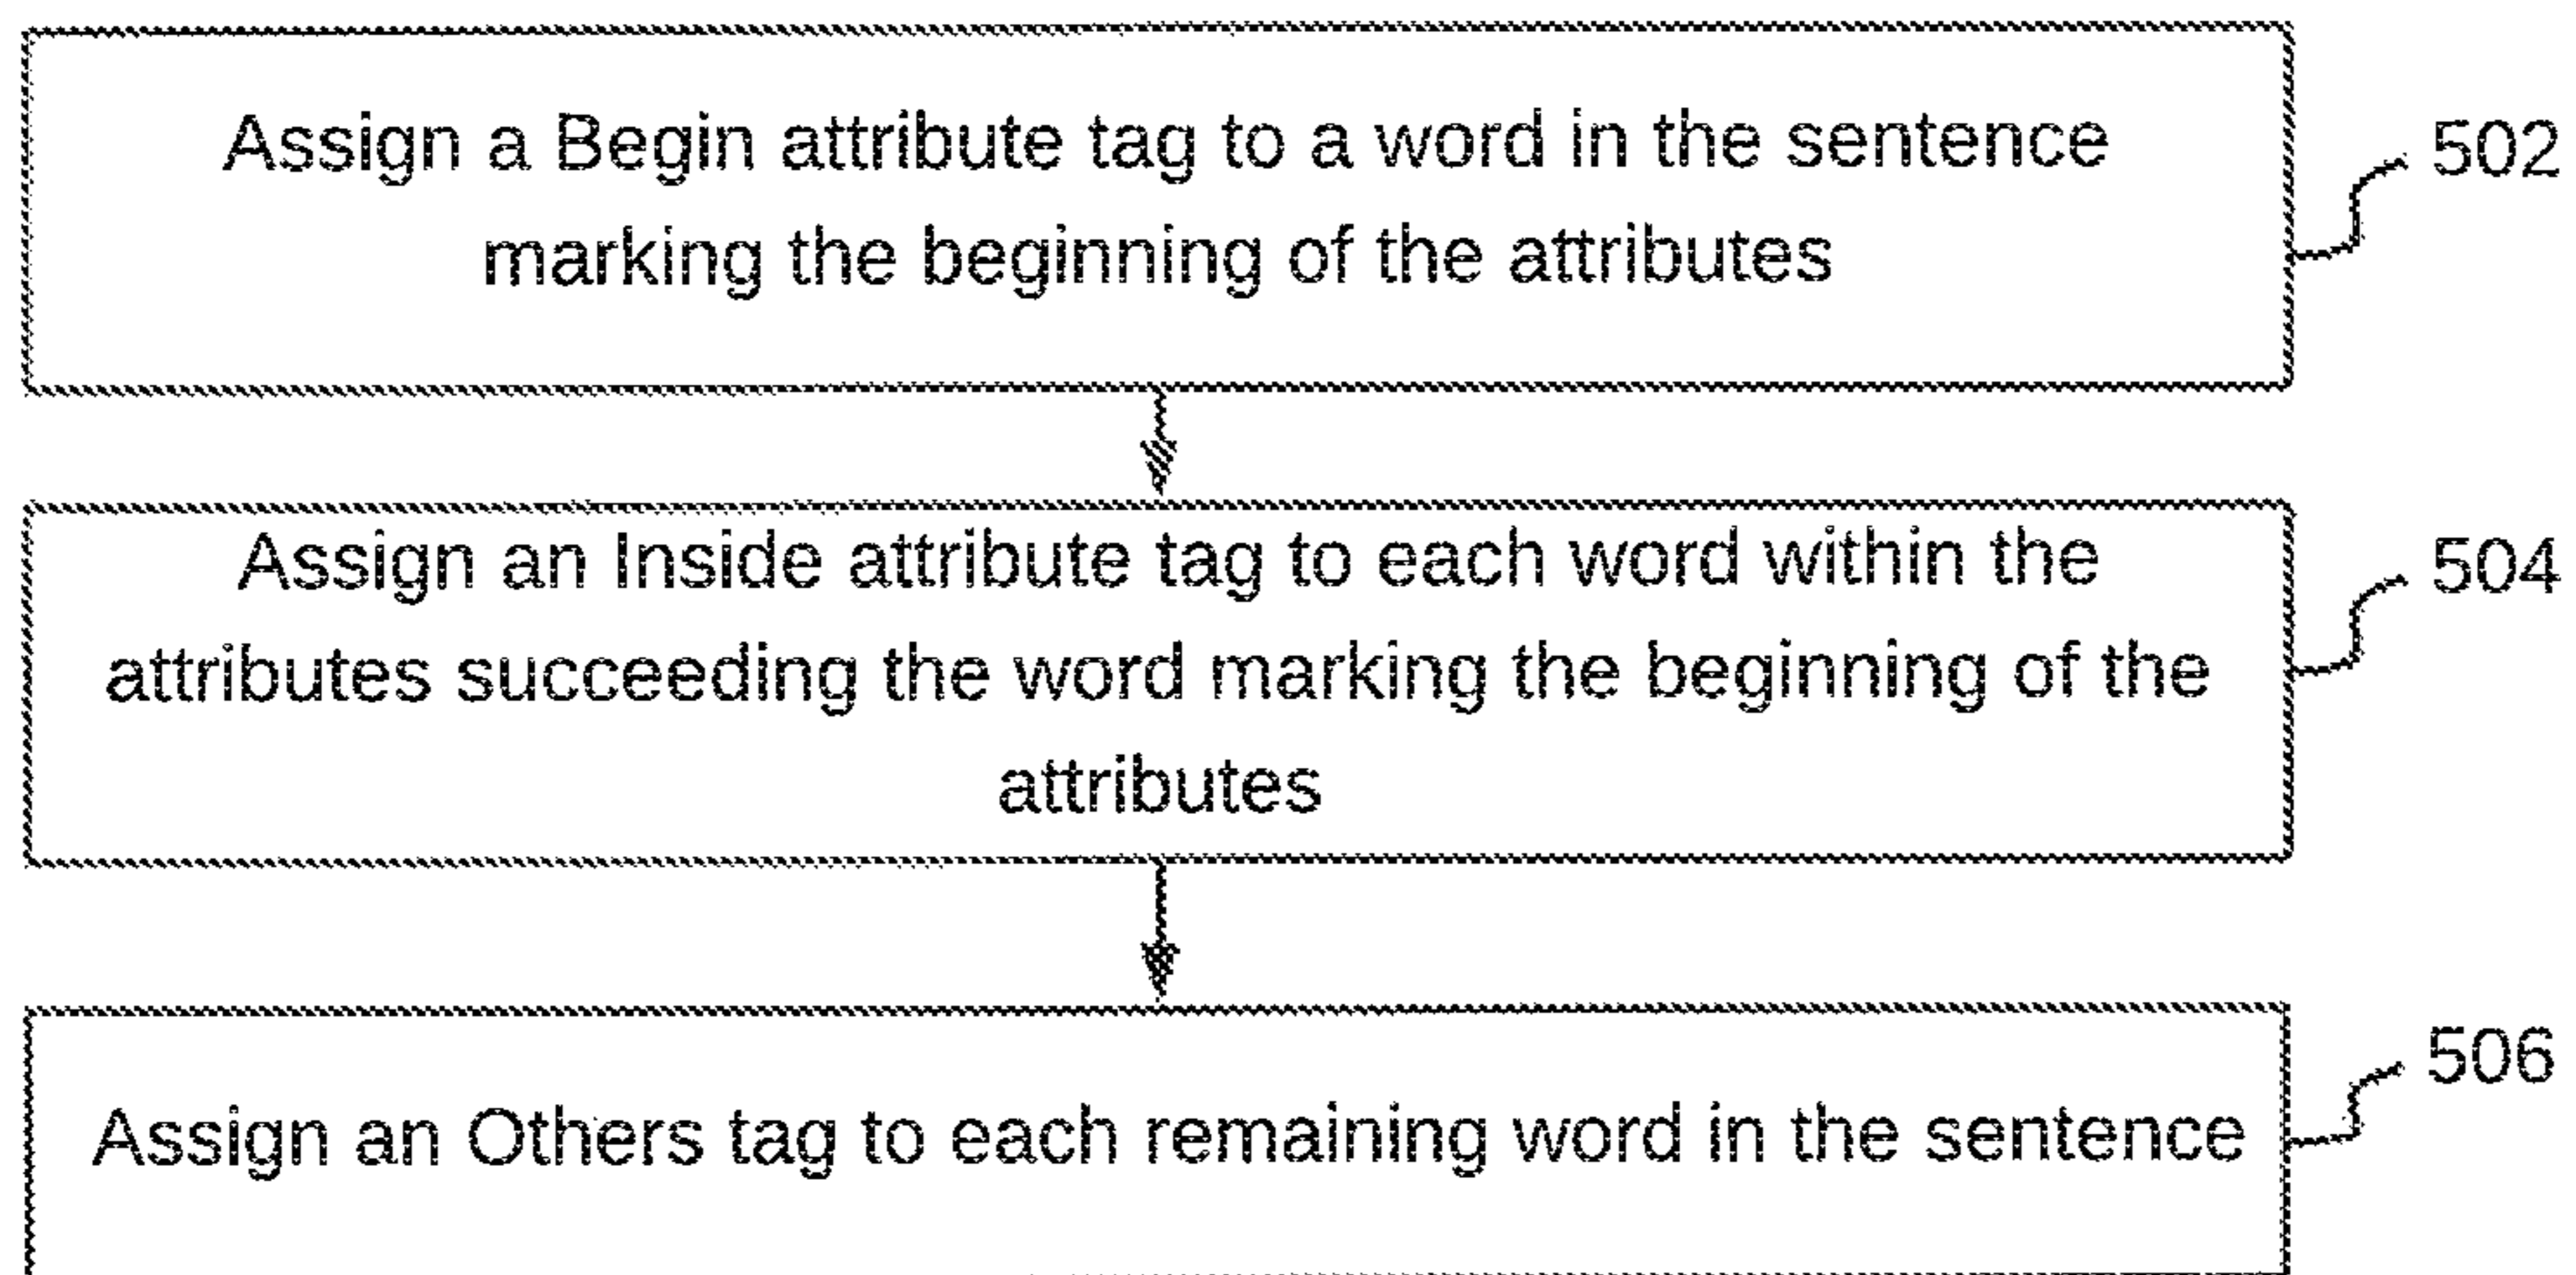 Assign a Begin attribute tag to a word in the sentence
marking the beginning of the attributes
502
Assign an Inside attribute tag to each word within the
attributes succeeding the word marking the beginning of the
attributes
504
Assign an Others tag to each remaining word in the sentence
506